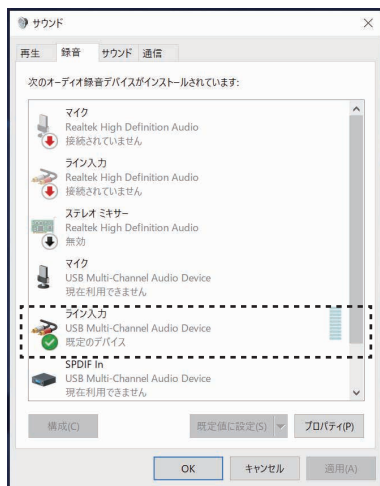 サウンド
再生 録音 サウンド 通信
次のオーディオ録音デバイスがインストールされています:
マイク
Realtek High Definition Audio
接続されていません
ライン入力
Realtek High Definition Audio
接続されていません
ステレオ ミキサー
Realtek High Definition Audio
無効
マイク
USB Multi-Channel Audio Device
現在利用できません
ライン入力
USB Multi-Channel Audio Device
既定のデバイス
SPDIF In
USB Multi-Channel Audio Device
現在利用できません
構成(C) 既定値に設定(S) プロパティ(P)
OK キャンセル 適用(A)